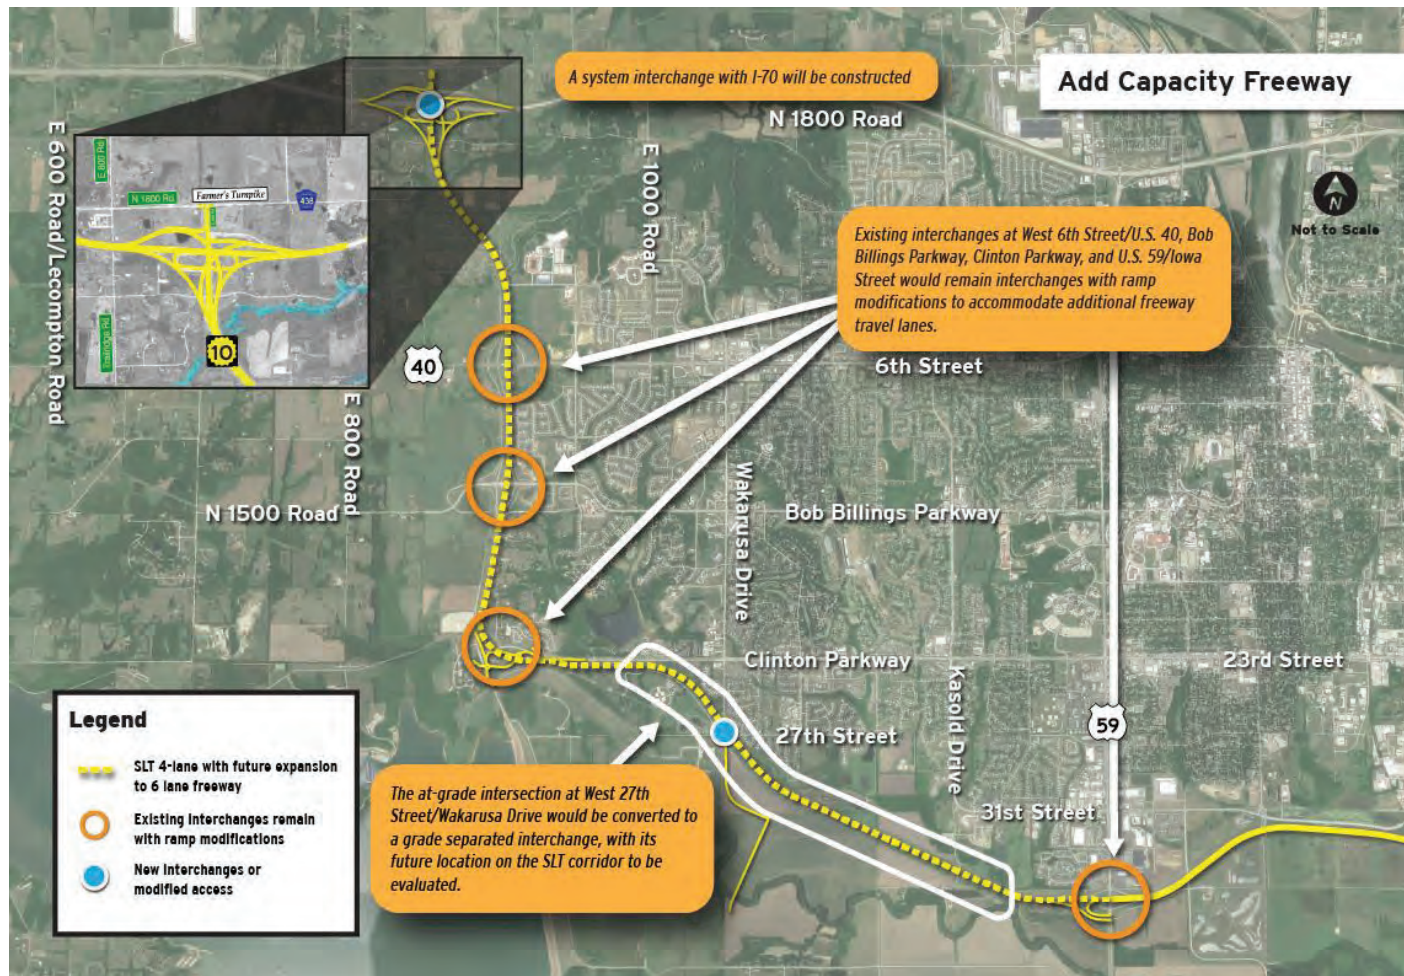 Add Capacity Freeway
A system interchange with I-70 will be constructed
N 1800 Road
E 600 Road/Lecompton Road
E 1000 Road
E 800 Rd
N 1800 Rd
Farmer's Turnpike
438
10
Not to Scale
N
Existing interchanges at West 6th Street/U.S. 40, Bob
Billings Parkway, Clinton Parkway, and U.S. 59/Iowa
Street would remain interchanges with ramp
modifications to accommodate additional freeway
travel lanes.
40
6th Street
E 800 Road
N 1500 Road
Wakarusa Drive
Bob Billings Parkway
Clinton Parkway
23rd Street
Kasold Drive
27th Street
59
31st Street
The at-grade intersection at West 27th
Street/Wakarusa Drive would be converted to
a grade separated interchange, with its
future location on the SLT corridor to be
evaluated.
Legend
SLT 4-lane with future expansion
to 6 lane freeway
Existing Interchanges remain
with ramp modifications
New Interchanges or
modified access